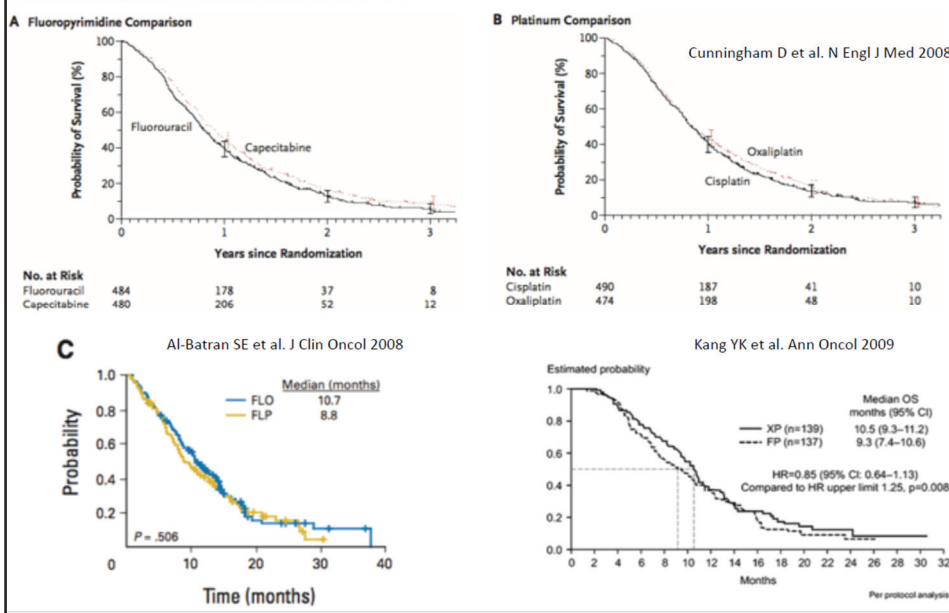 A Fluoropyrimidine Comparison
100
80
60
40
20
0
Probability of Survival (%)
Fluorouracil
Capecitabine
0 1 2 3
Years since Randomization
No. at Risk
Fluorouracil 484 178 37 8
Capecitabine 480 206 52 12
B Platinum Comparison
Cunningham D et al. N Engl J Med 2008
100
80
60
40
20
0
Probability of Survival (%)
Oxaliplatin
Cisplatin
0 1 2 3
Years since Randomization
No. at Risk
Cisplatin 490 187 41 10
Oxaliplatin 474 198 48 10
C
Al-Batran SE et al. J Clin Oncol 2008
1.0
0.8
0.6
0.4
0.2
Probability
Median (months)
FLO 10.7
FLP 8.8
P = .506
0 10 20 30 40
Time (months)
Kang YK et al. Ann Oncol 2009
Estimated probability
1.0
0.8
0.6
0.4
0.2
0.0
Median OS
months (95% CI)
XP (n=139) 10.5 (9.3–11.2)
FP (n=137) 9.3 (7.4–10.6)
HR=0.85 (95% CI: 0.64–1.13)
Compared to HR upper limit 1.25, p=0.008
0 2 4 6 8 10 12 14 16 18 20 22 24 26 28 30 32
Months
Per protocol analysis